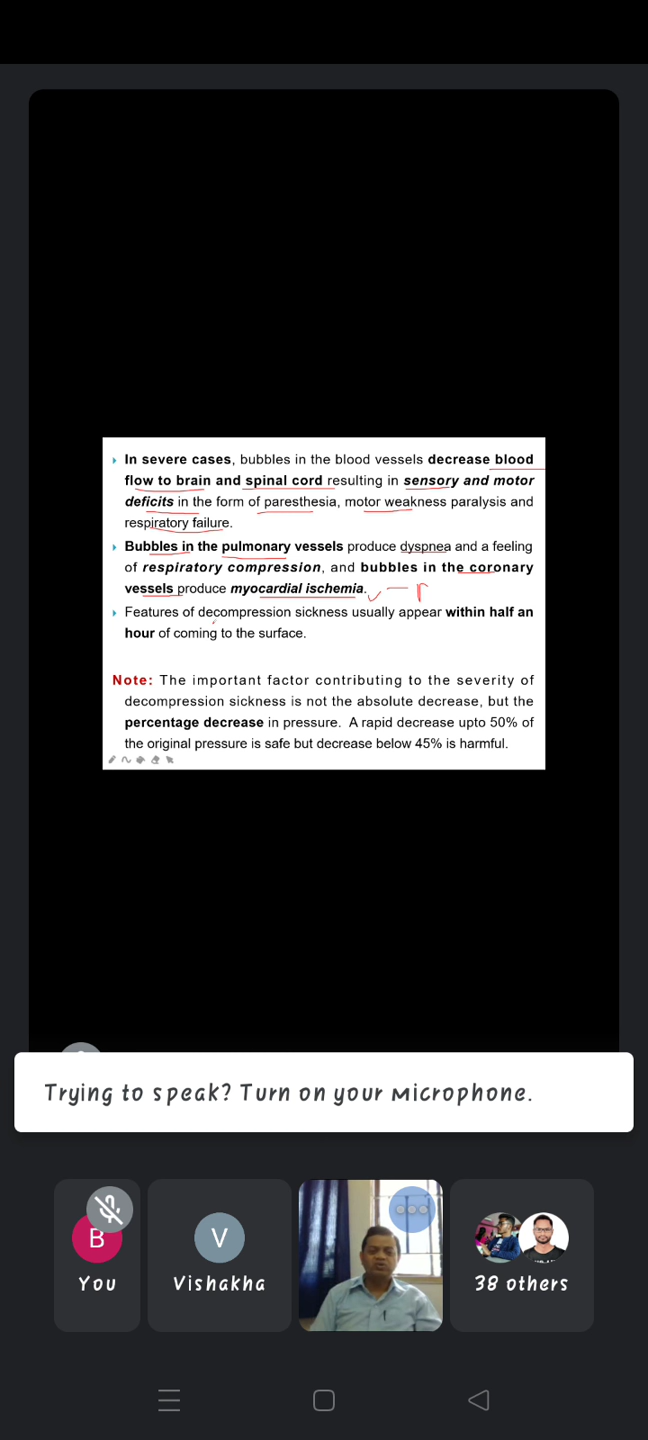 In severe cases, bubbles in the blood vessels decrease blood
flow to brain and spinal cord resulting in sensory and motor
deficits in the form of paresthesia, motor weakness paralysis and
respiratory failure.
Bubbles in the pulmonary vessels produce dyspnea and a feeling
of respiratory compression, and bubbles in the coronary
vessels produce myocardial ischemia.
Features of decompression sickness usually appear within half an
hour of coming to the surface.
Note: The important factor contributing to the severity of
decompression sickness is not the absolute decrease, but the
percentage decrease in pressure. A rapid decrease upto 50% of
the original pressure is safe but decrease below 45% is harmful.
Trying to speak? Turn on your microphone.
B
V
You
Vishakha
38 others